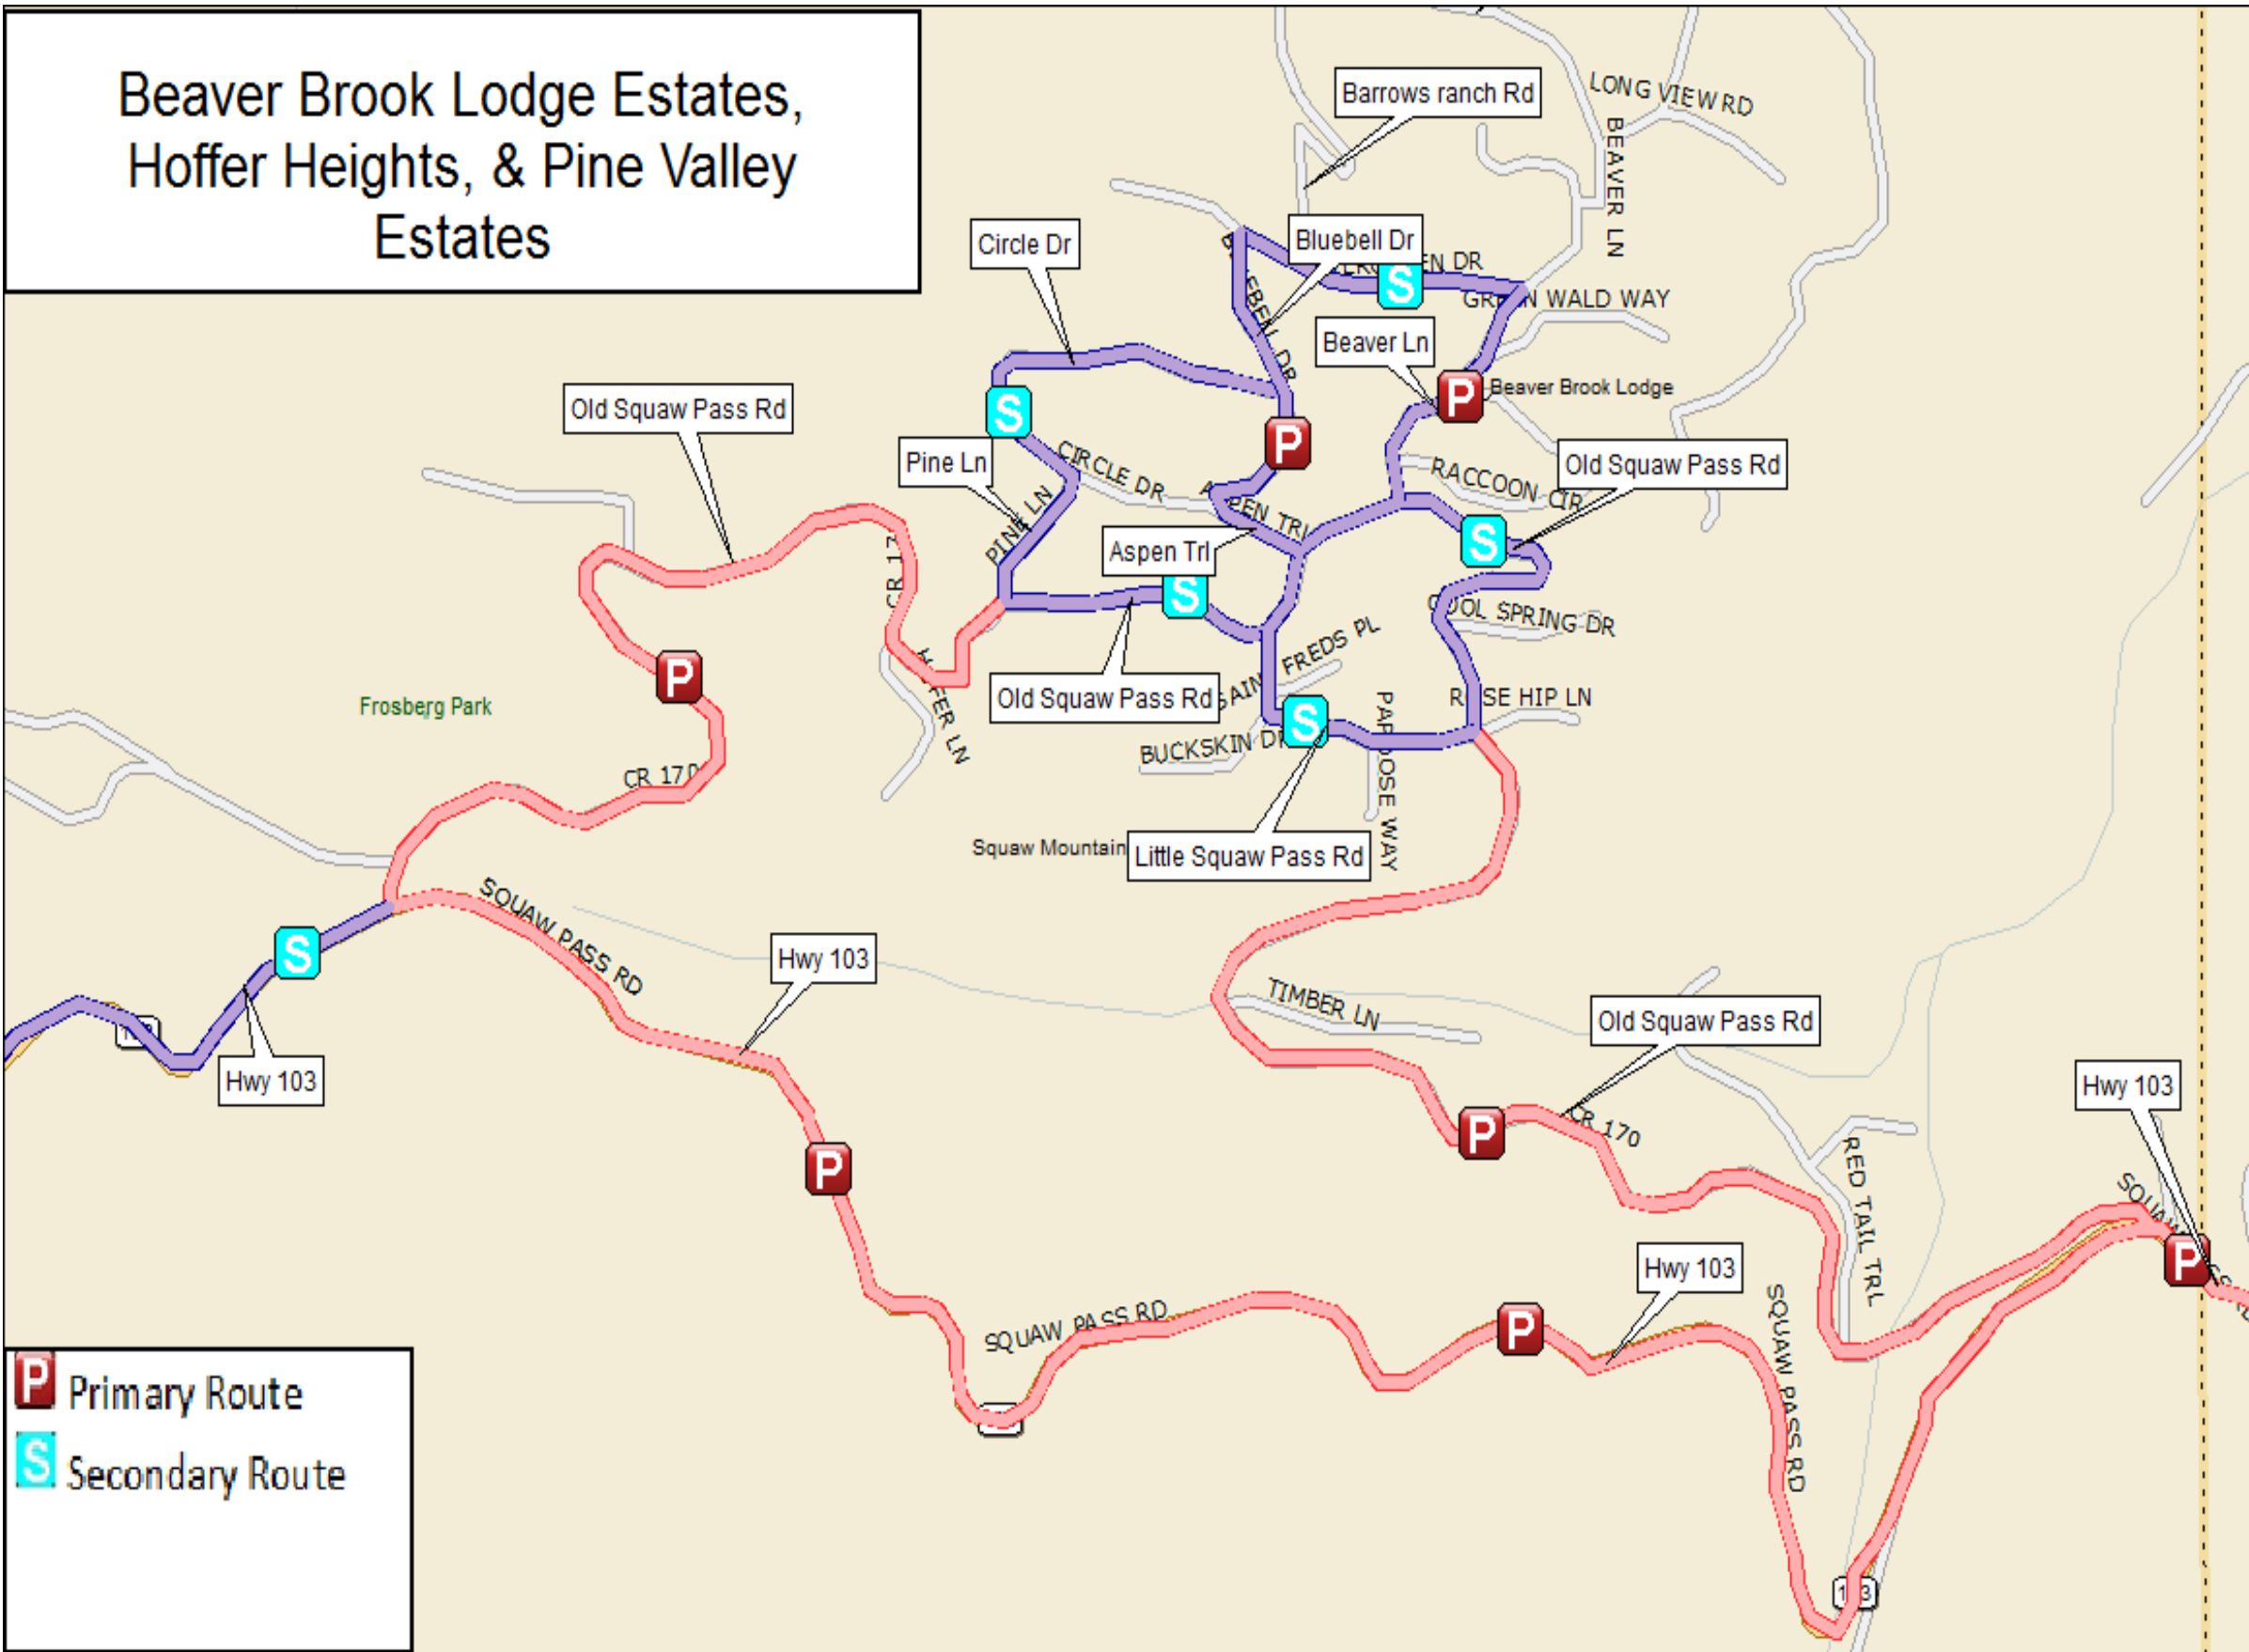 Beaver Brook Lodge Estates,
Hoffer Heights, & Pine Valley
Estates
Barrows ranch Rd
LONG VIEW RD
BEAVER LN
Circle Dr
Bluebell Dr
GREEN WALD WAY
Beaver Ln
Beaver Brook Lodge
Old Squaw Pass Rd
Pine Ln
CIRCLE DR
RACCOON CIR
Old Squaw Pass Rd
PINE LN
Aspen Trl
COOL SPRING DR
FREDS PL
Old Squaw Pass Rd
Frosberg Park
ROSE HIP LN
BUCKSKIN DR
CR 170
Squaw Mountain
Little Squaw Pass Rd
WAY
SQUAW PASS RD
Hwy 103
TIMBER LN
Old Squaw Pass Rd
Hwy 103
Hwy 103
CR 170
RED TAIL TRL
Hwy 103
SQUAW PASS RD
SQUAW PASS RD
P Primary Route
S Secondary Route
P
P
P
P
P
P
P
S
S
S
S
S
S